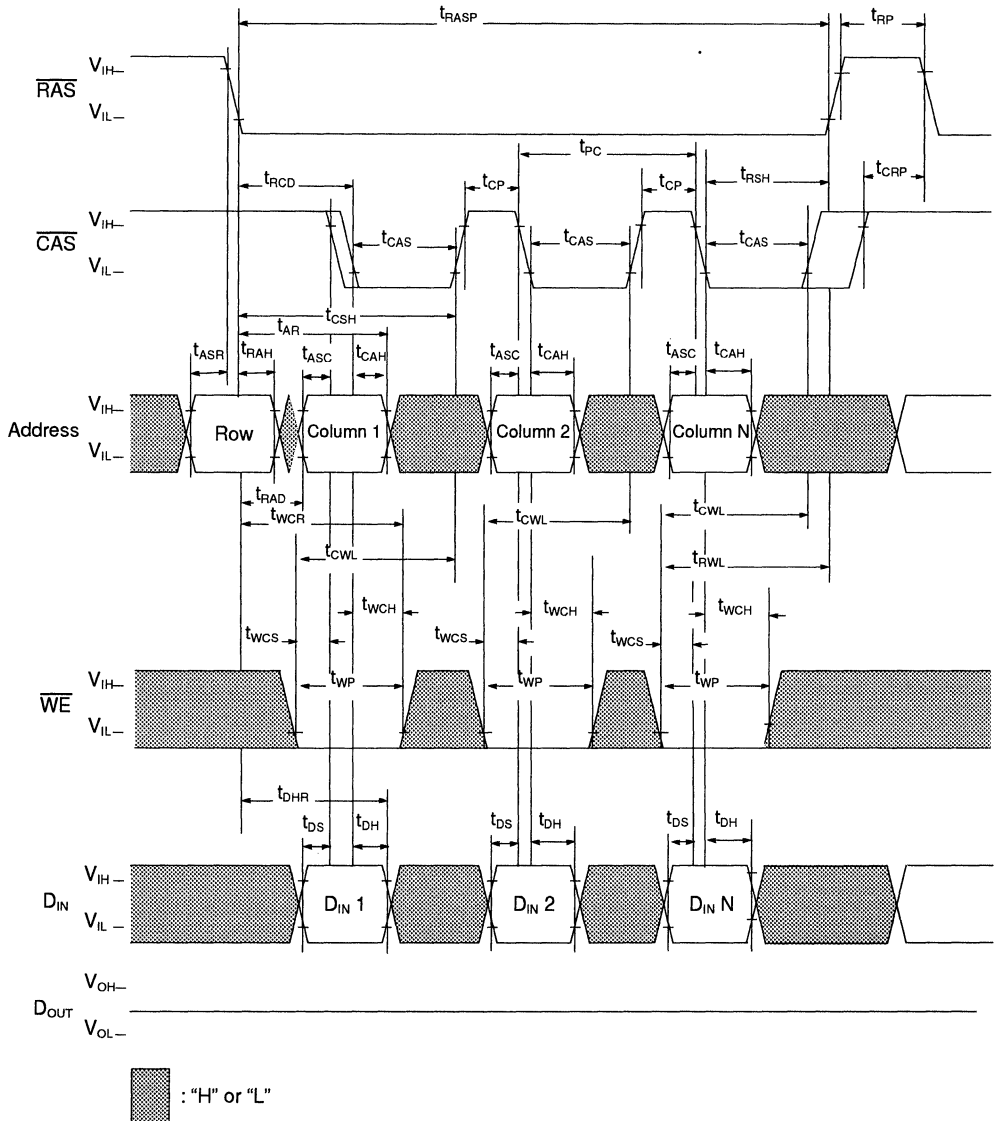 tRASP
tRP
RAS
VIH
VIL
tPC
tRCD
tCP
tCP
tRSH
tCRP
CAS
VIH
VIL
tCAS
tCAS
tCAS
tCSH
tAR
tASR
tRAH
tASC
tCAH
tASC
tCAH
tASC
tCAH
Address
VIH
VIL
Row
Column 1
Column 2
Column N
tRAD
tWCR
tCWL
tCWL
tCWL
tRWL
tWCH
tWCH
tWCH
tWCS
tWCS
tWCS
WE
VIH
VIL
tWP
tWP
tWP
tDHR
tDS
tDH
tDS
tDH
tDS
tDH
DIN
VIH
VIL
DIN 1
DIN 2
DIN N
DOUT
VOH
VOL
: “H” or “L”